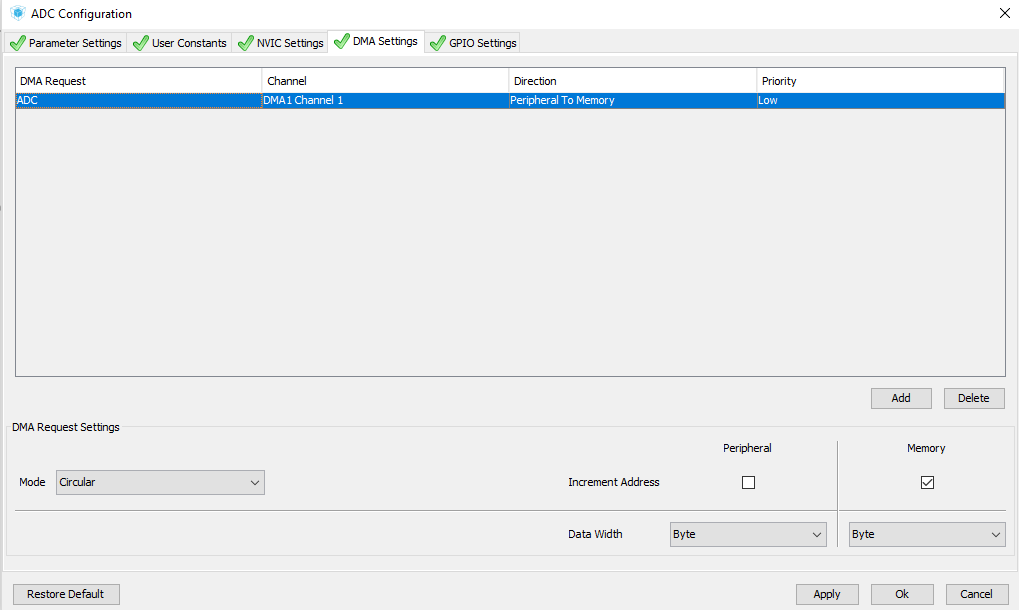 ADC Configuration
Parameter Settings User Constants NVIC Settings DMA Settings GPIO Settings
DMA Request Channel Direction Priority
ADC DMA1 Channel 1 Peripheral To Memory Low
Add Delete
DMA Request Settings
Peripheral Memory
Mode Circular Increment Address
Data Width Byte Byte
Restore Default Apply Ok Cancel